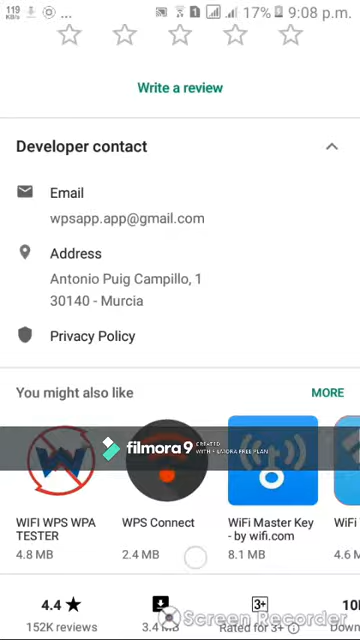 119 KB/s 1 17% 9:08 p.m.
Write a review
Developer contact
Email
wpsapp.app@gmail.com
Address
Antonio Puig Campillo, 1
30140 - Murcia
Privacy Policy
You might also like MORE
filmora9 CREATED WITH FILMORA FREE PLAN
WIFI WPS WPA TESTER
4.8 MB
WPS Connect
2.4 MB
WiFi Master Key - by wifi.com
8.1 MB
WiFi
4.6 M
4.4 ★ 3+ 10
152K reviews 3.4 Rated for 3+ Down
Screen Recorder